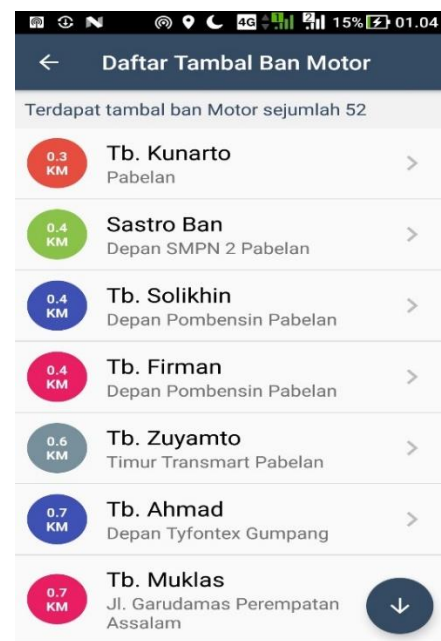 4G 15% 01.04
Daftar Tambal Ban Motor
Terdapat tambal ban Motor sejumlah 52
0.3 KM
Tb. Kunarto
Pabelan
0.4 KM
Sastro Ban
Depan SMPN 2 Pabelan
0.4 KM
Tb. Solikhin
Depan Pombensin Pabelan
0.4 KM
Tb. Firman
Depan Pombensin Pabelan
0.6 KM
Tb. Zuyamto
Timur Transmart Pabelan
0.7 KM
Tb. Ahmad
Depan Tyfontex Gumpang
0.7 KM
Tb. Muklas
Jl. Garudamas Perempatan
Assalam